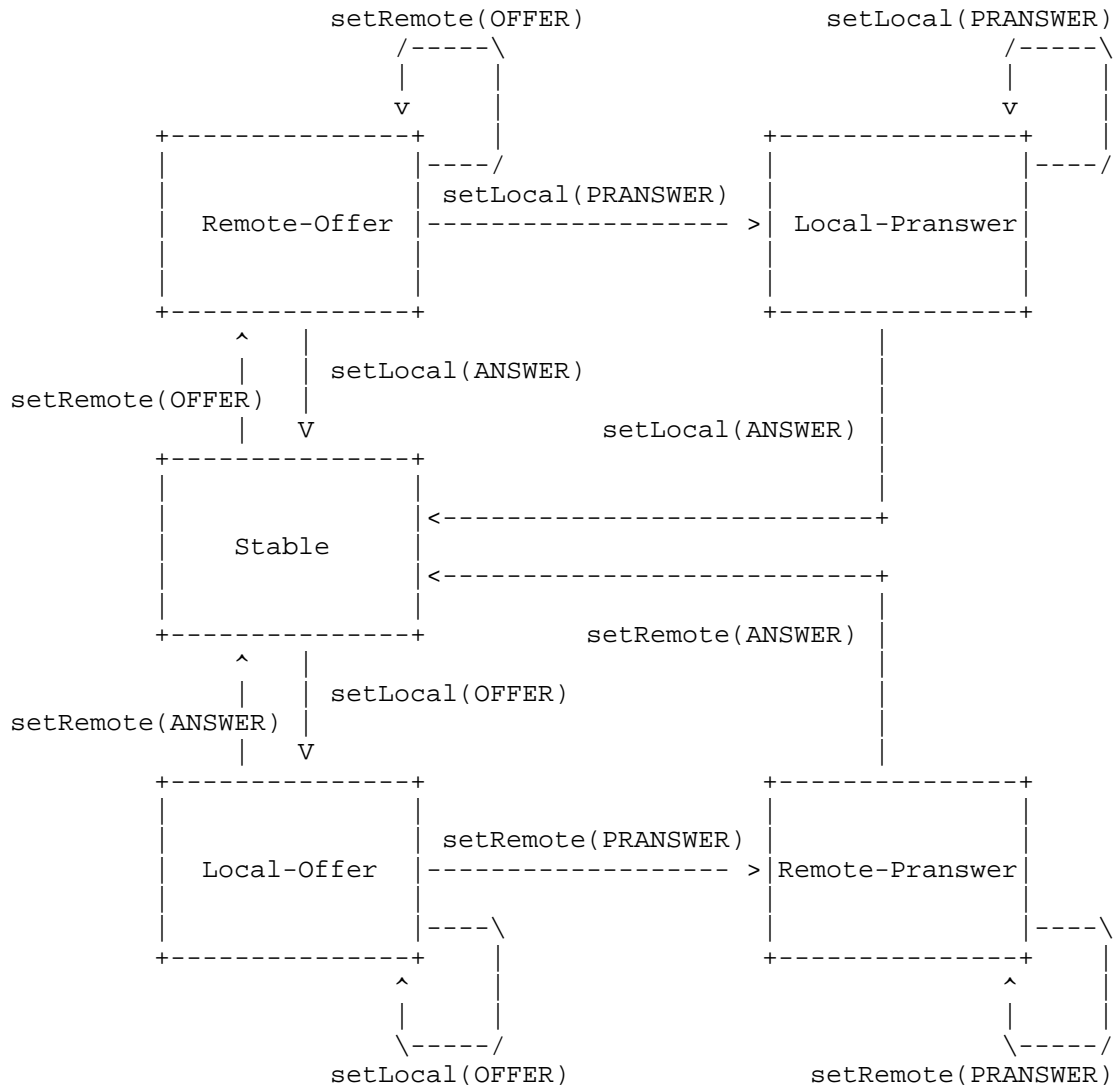 setRemote(OFFER) setLocal(PRANSWER)
setLocal(PRANSWER)
Remote-Offer Local-Pranswer
setLocal(ANSWER)
setRemote(OFFER)
setLocal(ANSWER)
Stable
setRemote(ANSWER)
setLocal(OFFER)
setRemote(ANSWER)
setRemote(PRANSWER)
Local-Offer Remote-Pranswer
setLocal(OFFER) setRemote(PRANSWER)